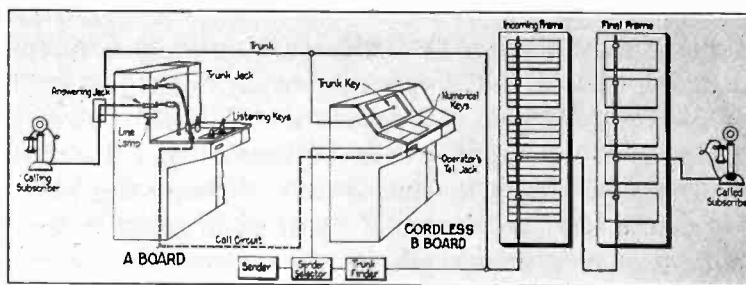 Incoming Frame
Final Frame
Trunk
Trunk Jack
Answering Jack
Trunk Key
Numerical
Keys
Listening Keys
Line
Lamp
Operator's
Tel Jack
Calling
Subscriber
Called
Subscriber
Call Circuit
A BOARD
CORDLESS
B BOARD
Sender
Sender
Selector
Trunk
Finder